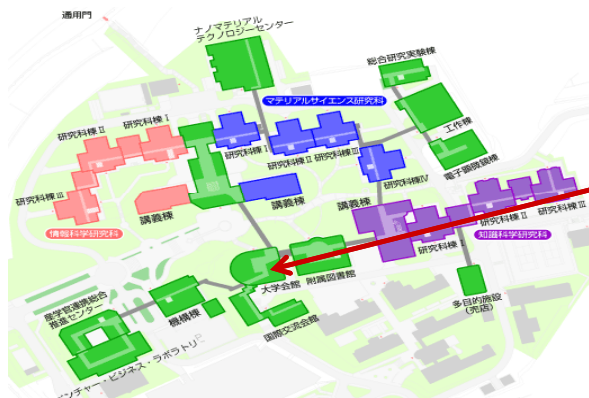 通用門
ナノマテリアル
テクノロジーセンター
総合研究実験棟
マテリアルサイエンス研究科
研究科棟Ⅰ
研究科棟Ⅱ
工作棟
研究科棟Ⅰ
研究科棟Ⅱ
研究科棟Ⅲ
電子顕微鏡棟
研究科棟Ⅲ
研究科棟Ⅳ
講義棟
講義棟
講義棟
研究科棟Ⅱ
研究科棟Ⅲ
情報科学研究科
研究科棟Ⅰ
知識科学研究科
大学会館
附属図書館
産学官連携総合
推進センター
機構棟
多目的施設
(売店)
国際交流会館
ンチャー・ビジネス・ラボラトリ